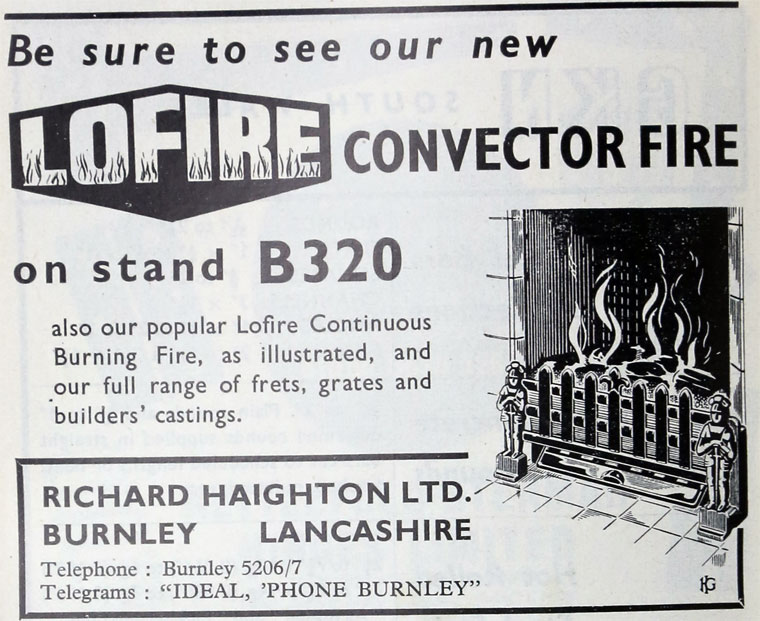 Be sure to see our new
LOFIRE CONVECTOR FIRE
on stand B320
also our popular Lofire Continuous
Burning Fire, as illustrated, and
our full range of frets, grates and
builders' castings.
RICHARD HAIGHTON LTD.
BURNLEY LANCASHIRE
Telephone : Burnley 5206/7
Telegrams : “IDEAL, 'PHONE BURNLEY”